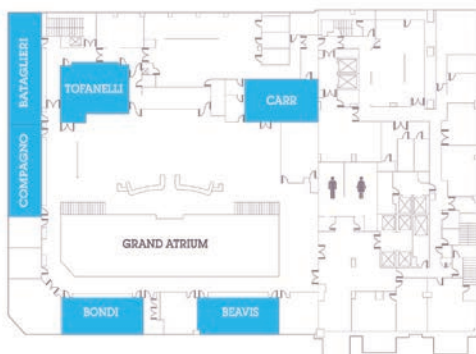 BATAGLIERI
TOFANELLI
CARR
COMPAGNO
GRAND ATRIUM
BONDI
BEAVIS